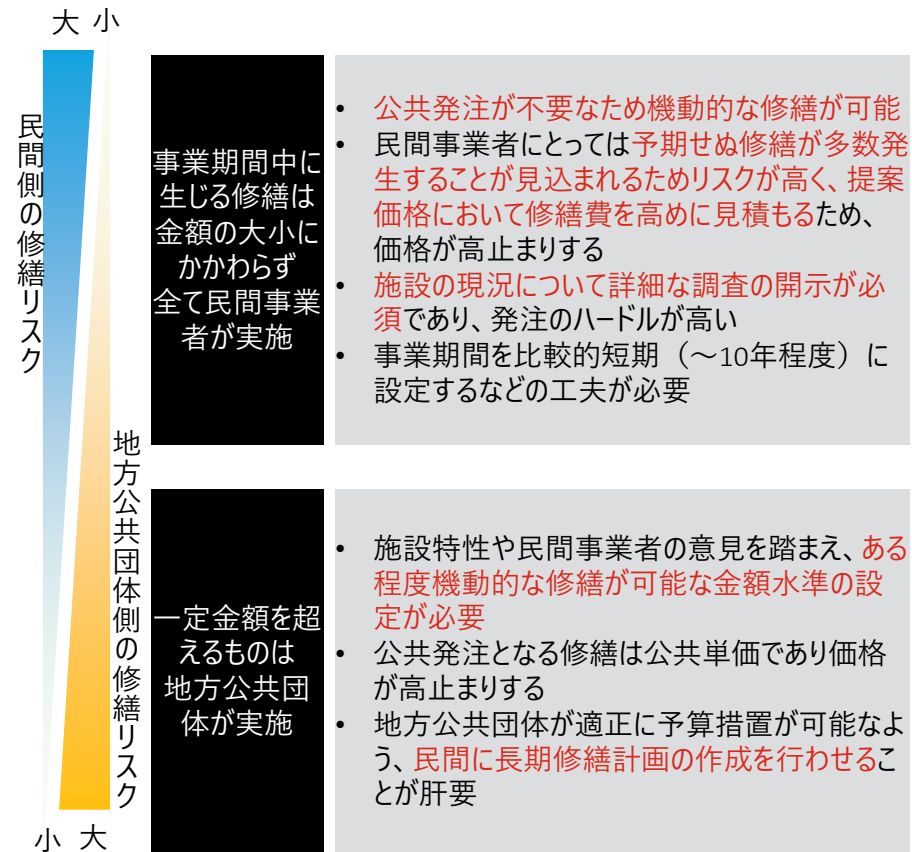 大 小
民間側の修繕リスク
地方公共団体側の修繕リスク
小 大
事業期間中に
生じる修繕は
金額の大小に
かかわらず
全て民間事業
者が実施
• 公共発注が不要なため機動的な修繕が可能
• 民間事業者にとっては予期せぬ修繕が多数発
生することが見込まれるためリスクが高く、提案
価格において修繕費を高めに見積もるため、
価格が高止まりする
• 施設の現況について詳細な調査の開示が必
須であり、発注のハードルが高い
• 事業期間を比較的短期（～10年程度）に
設定するなどの工夫が必要
一定金額を超
えるものは
地方公共団
体が実施
• 施設特性や民間事業者の意見を踏まえ、ある
程度機動的な修繕が可能な金額水準の設
定が必要
• 公共発注となる修繕は公共単価であり価格
が高止まりする
• 地方公共団体が適正に予算措置が可能なよ
う、民間に長期修繕計画の作成を行わせるこ
とが肝要